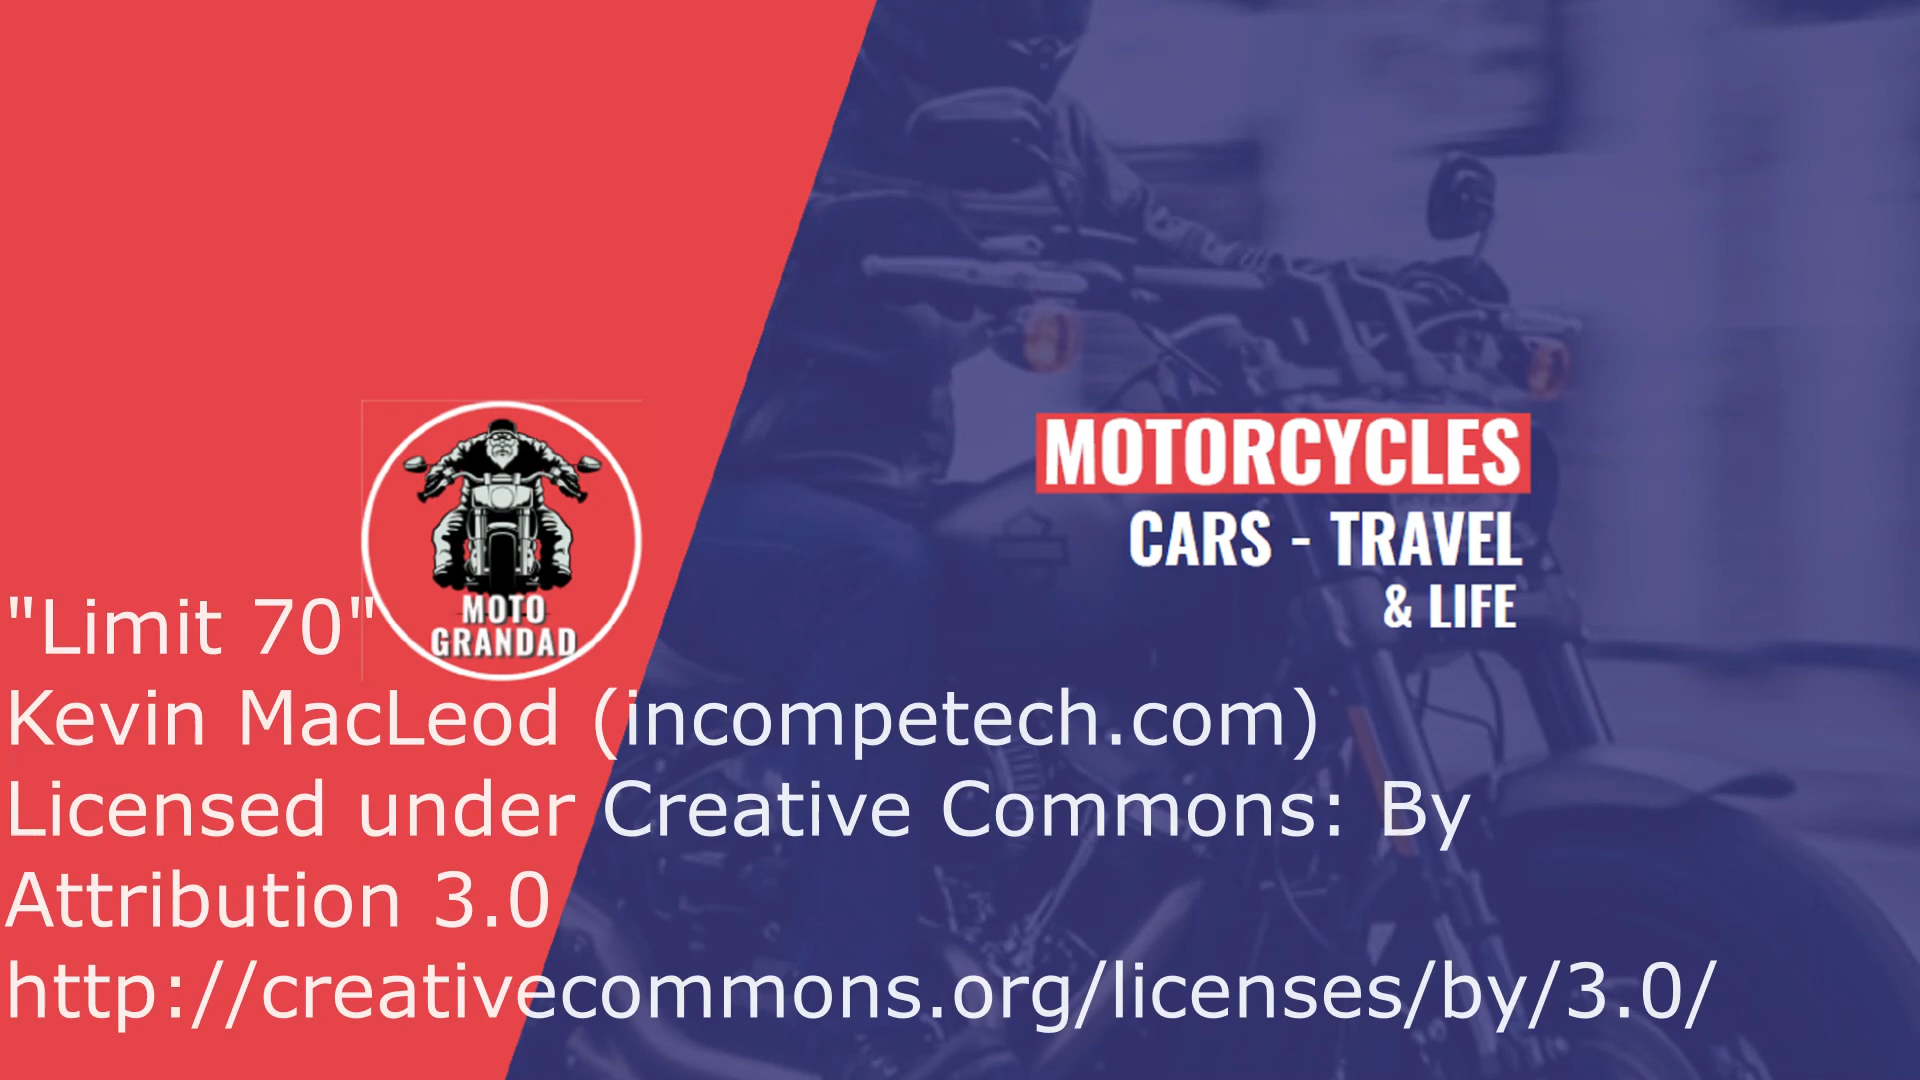 MOTORCYCLES
CARS - TRAVEL
& LIFE
MOTO
GRANDAD
"Limit 70"
Kevin MacLeod (incompetech.com)
Licensed under Creative Commons: By
Attribution 3.0
http://creativecommons.org/licenses/by/3.0/